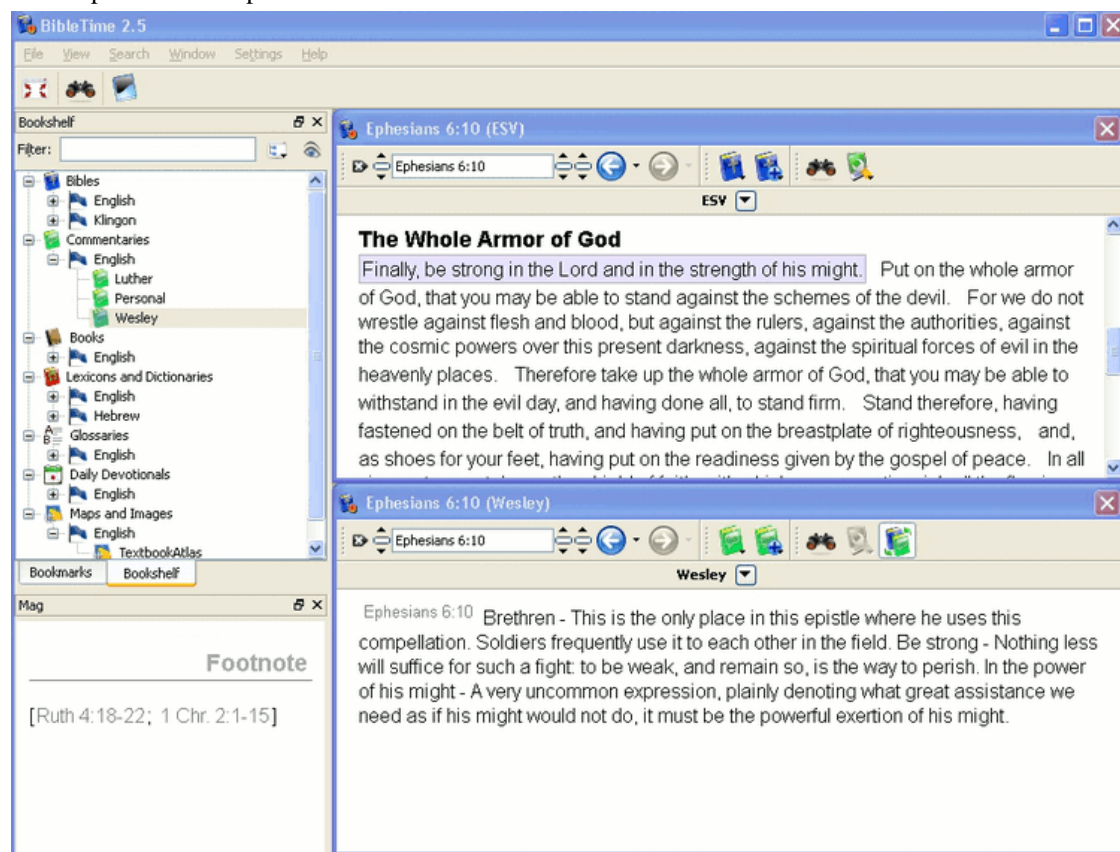 BibleTime 2.5
File View Search Window Settings Help
Bookshelf
Filter:
Bibles
English
Klingon
Commentaries
English
Luther
Personal
Wesley
Books
English
Lexicons and Dictionaries
English
Hebrew
Glossaries
English
Daily Devotionals
English
Maps and Images
English
TextbookAtlas
Bookmarks Bookshelf
Mag
Footnote
[Ruth 4:18-22; 1 Chr. 2:1-15]
Ephesians 6:10 (ESV)
Ephesians 6:10
ESV
The Whole Armor of God
Finally, be strong in the Lord and in the strength of his might. Put on the whole armor
of God, that you may be able to stand against the schemes of the devil. For we do not
wrestle against flesh and blood, but against the rulers, against the authorities, against
the cosmic powers over this present darkness, against the spiritual forces of evil in the
heavenly places. Therefore take up the whole armor of God, that you may be able to
withstand in the evil day, and having done all, to stand firm. Stand therefore, having
fastened on the belt of truth, and having put on the breastplate of righteousness, and,
as shoes for your feet, having put on the readiness given by the gospel of peace. In all
Ephesians 6:10 (Wesley)
Ephesians 6:10
Wesley
Ephesians 6:10 Brethren - This is the only place in this epistle where he uses this
compellation. Soldiers frequently use it to each other in the field. Be strong - Nothing less
will suffice for such a fight: to be weak, and remain so, is the way to perish. In the power
of his might - A very uncommon expression, plainly denoting what great assistance we
need as if his might would not do, it must be the powerful exertion of his might.